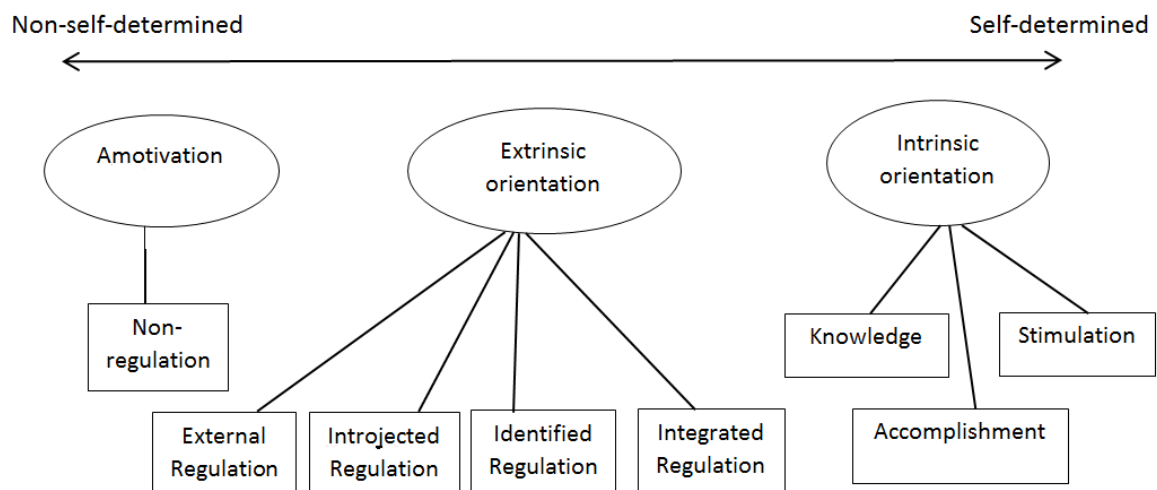 Non-self-determined
Self-determined
Amotivation
Extrinsic
orientation
Intrinsic
orientation
Non-
regulation
Knowledge
Stimulation
External
Regulation
Introjected
Regulation
Identified
Regulation
Integrated
Regulation
Accomplishment